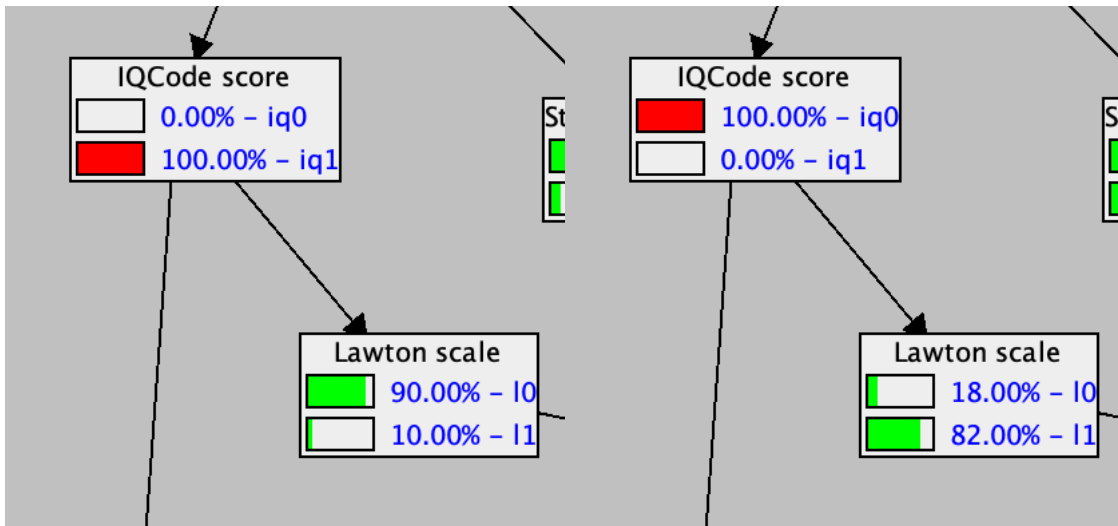 IQCode score
0.00% – iq0
100.00% – iq1
St
Lawton scale
90.00% – l0
10.00% – l1
IQCode score
100.00% – iq0
0.00% – iq1
S
Lawton scale
18.00% – l0
82.00% – l1